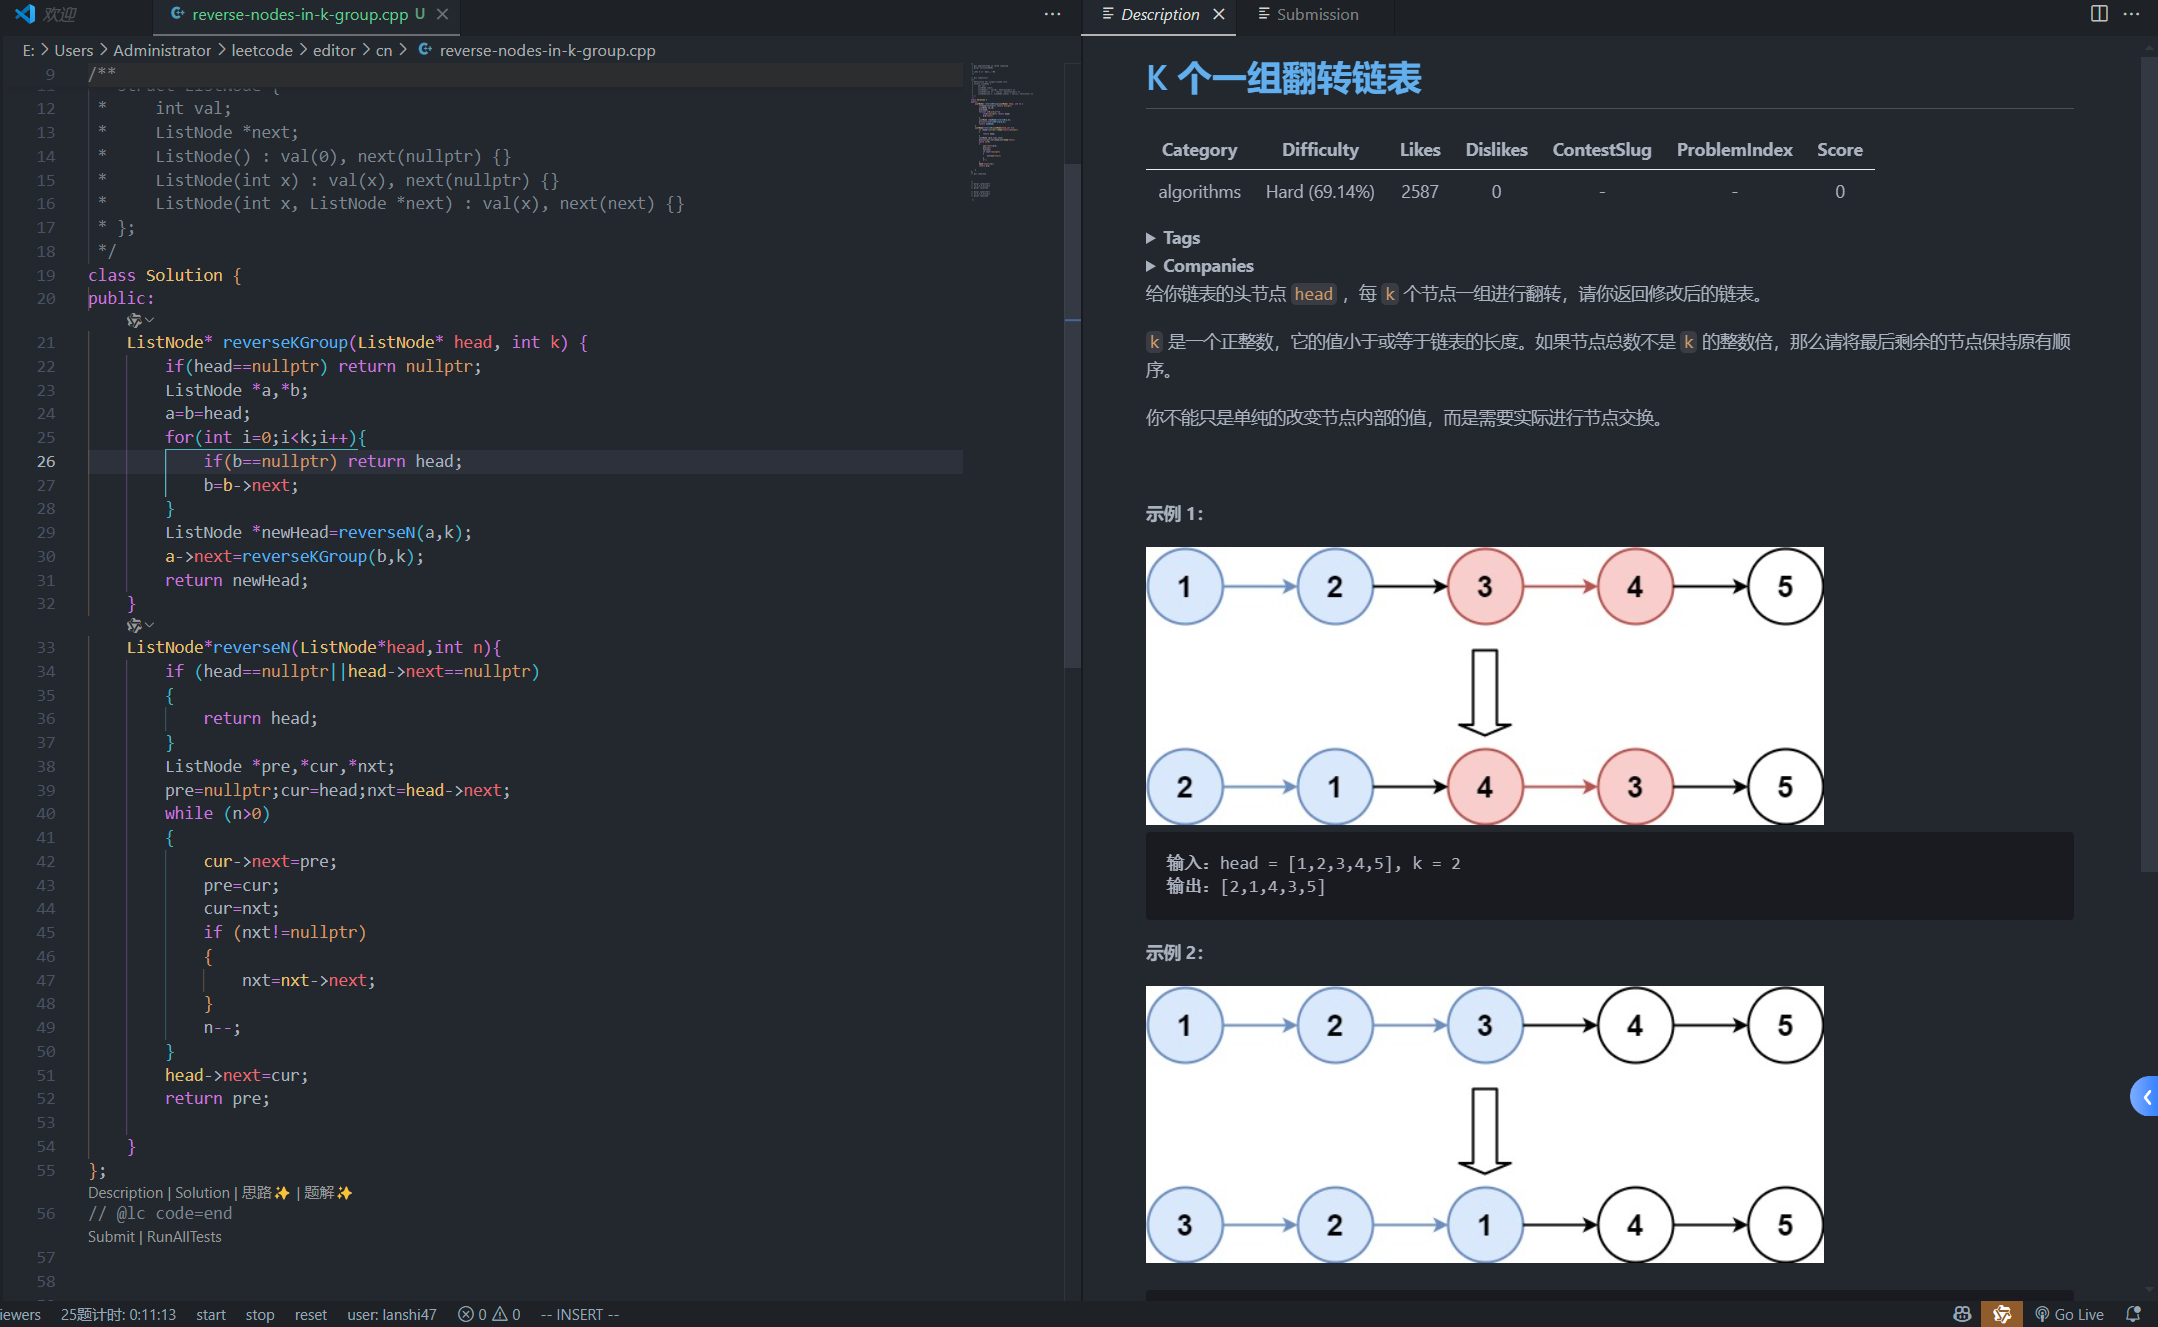 欢迎
reverse-nodes-in-k-group.cpp U
E: > Users > Administrator > leetcode > editor > cn > reverse-nodes-in-k-group.cpp
9 /**
12 *     int val;
13 *     ListNode *next;
14 *     ListNode() : val(0), next(nullptr) {}
15 *     ListNode(int x) : val(x), next(nullptr) {}
16 *     ListNode(int x, ListNode *next) : val(x), next(next) {}
17 * };
18 */
19 class Solution {
20 public:
21     ListNode* reverseKGroup(ListNode* head, int k) {
22         if(head==nullptr) return nullptr;
23         ListNode *a,*b;
24         a=b=head;
25         for(int i=0;i<k;i++){
26             if(b==nullptr) return head;
27             b=b->next;
28         }
29         ListNode *newHead=reverseN(a,k);
30         a->next=reverseKGroup(b,k);
31         return newHead;
32     }
33     ListNode*reverseN(ListNode*head,int n){
34         if (head==nullptr||head->next==nullptr)
35         {
36             return head;
37         }
38         ListNode *pre,*cur,*nxt;
39         pre=nullptr;cur=head;nxt=head->next;
40         while (n>0)
41         {
42             cur->next=pre;
43             pre=cur;
44             cur=nxt;
45             if (nxt!=nullptr)
46             {
47                 nxt=nxt->next;
48             }
49             n--;
50         }
51         head->next=cur;
52         return pre;
53
54     }
55 };
Description | Solution | 思路✨ | 题解✨
56 // @lc code=end
Submit | RunAllTests
57
58
Description
Submission
K 个一组翻转链表
Category Difficulty Likes Dislikes ContestSlug ProblemIndex Score
algorithms Hard (69.14%) 2587 0 - - 0
Tags
Companies
给你链表的头节点 head ，每 k 个节点一组进行翻转，请你返回修改后的链表。
k 是一个正整数，它的值小于或等于链表的长度。如果节点总数不是 k 的整数倍，那么请将最后剩余的节点保持原有顺
序。
你不能只是单纯的改变节点内部的值，而是需要实际进行节点交换。
示例 1：
1 2 3 4 5
2 1 4 3 5
输入：head = [1,2,3,4,5], k = 2
输出：[2,1,4,3,5]
示例 2：
1 2 3 4 5
3 2 1 4 5
iewers 25题计时: 0:11:13 start stop reset user: lanshi47 0 0 -- INSERT --
Go Live